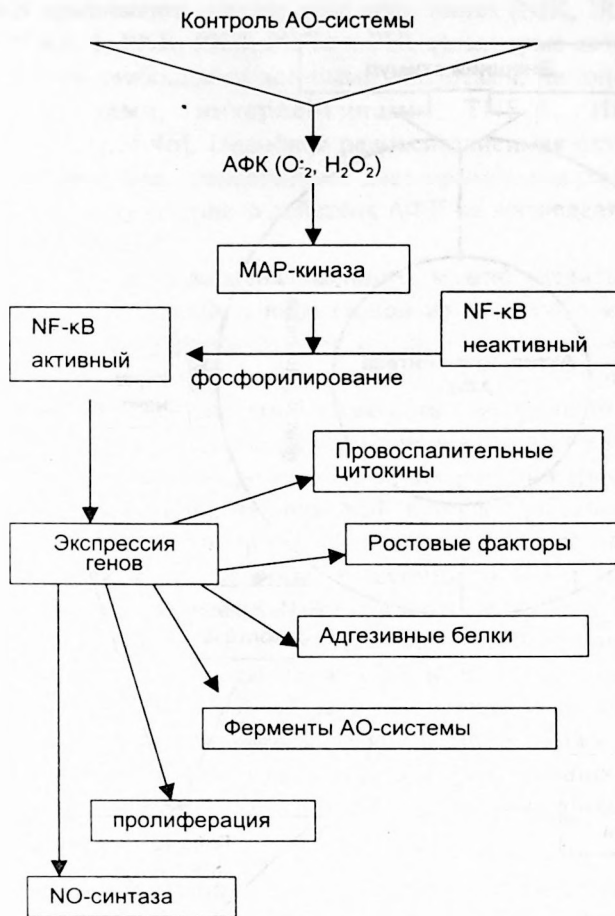 Контроль АО-системы
АФК (O∸₂, H₂O₂)
МАР-киназа
NF-κB
активный
NF-κB
неактивный
фосфорилирование
Провоспалительные
цитокины
Экспрессия
генов
Ростовые факторы
Адгезивные белки
Ферменты АО-системы
пролиферация
NO-синтаза